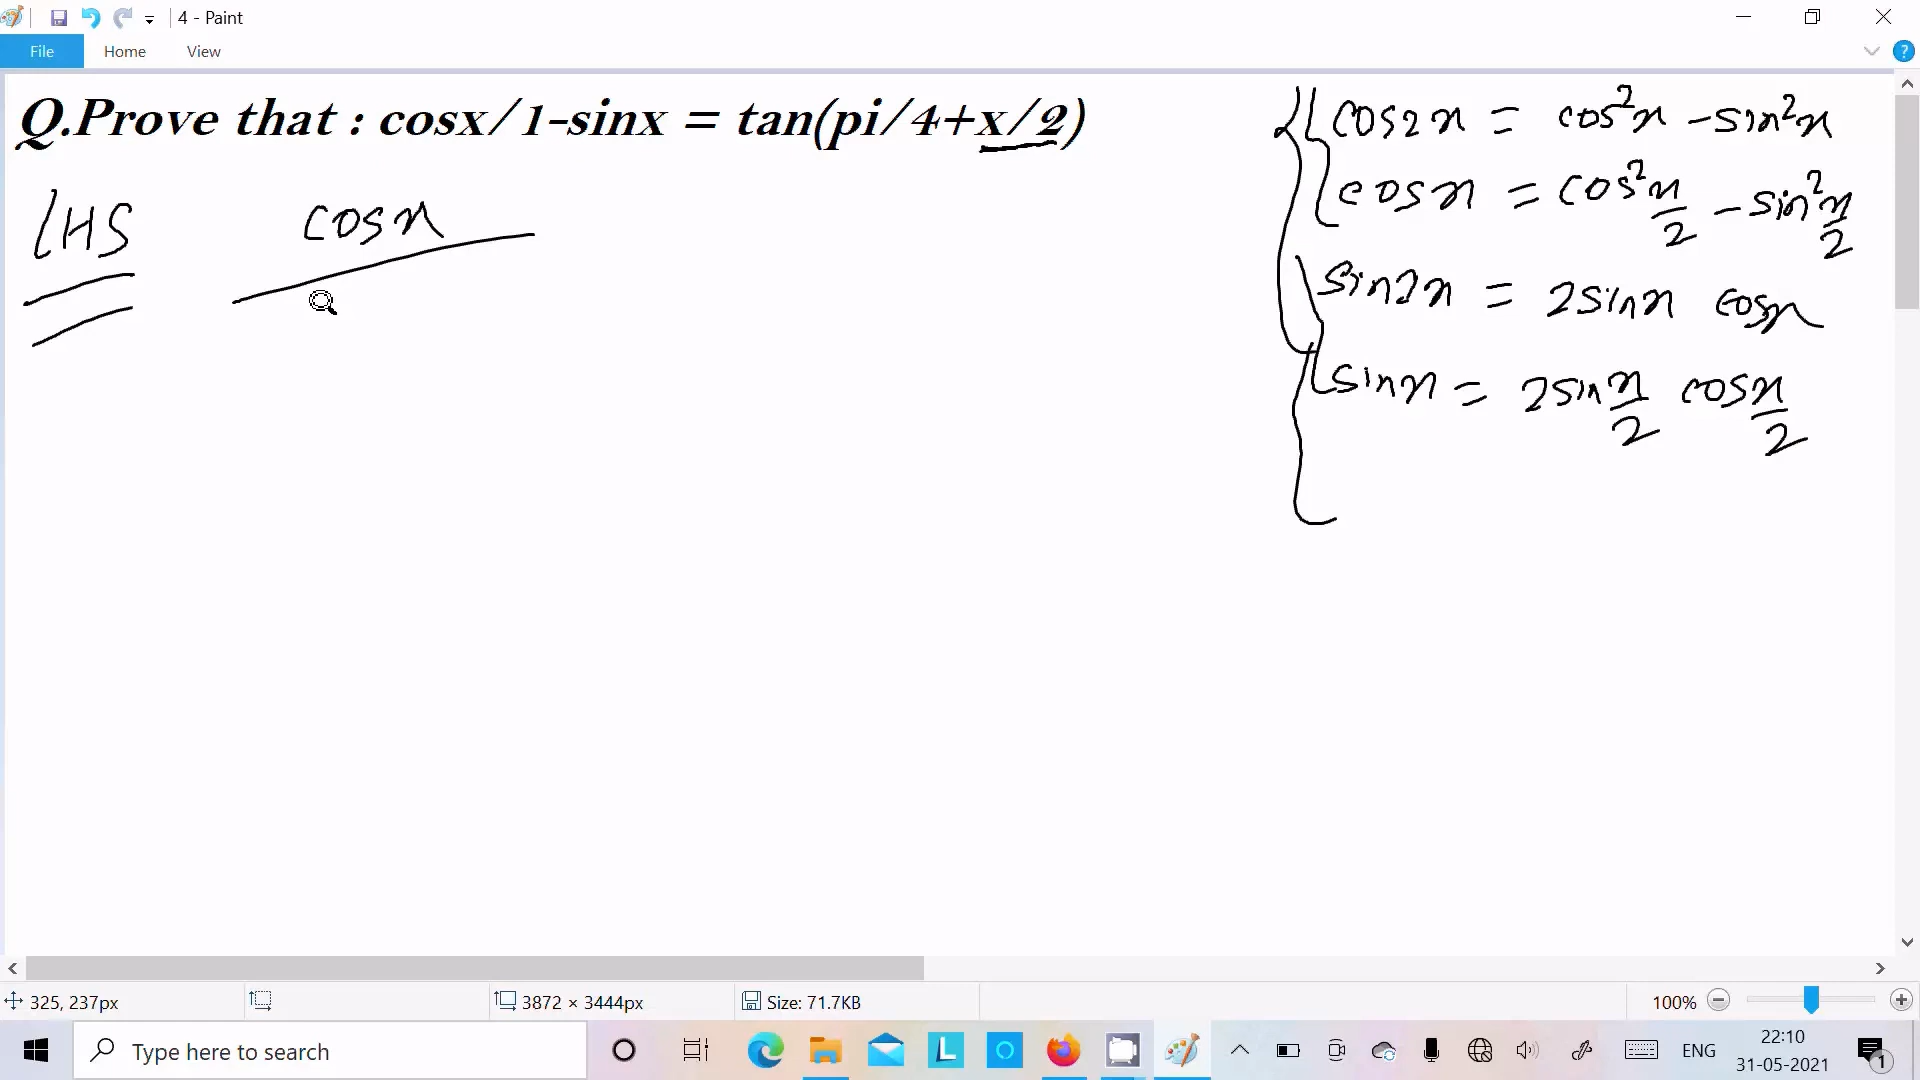 4 - Paint
File Home View
Q.Prove that : cosx/1-sinx = tan(pi/4+x/2)
LHS cosx
cos2x = cos²x - sin²x
cosx = cos²x/2 - sin²x/2
sin2x = 2sinx cosx
sinx = 2sinx/2 cosx/2
325, 237px 3872 × 3444px Size: 71.7KB 100%
Type here to search
ENG
22:10
31-05-2021
1